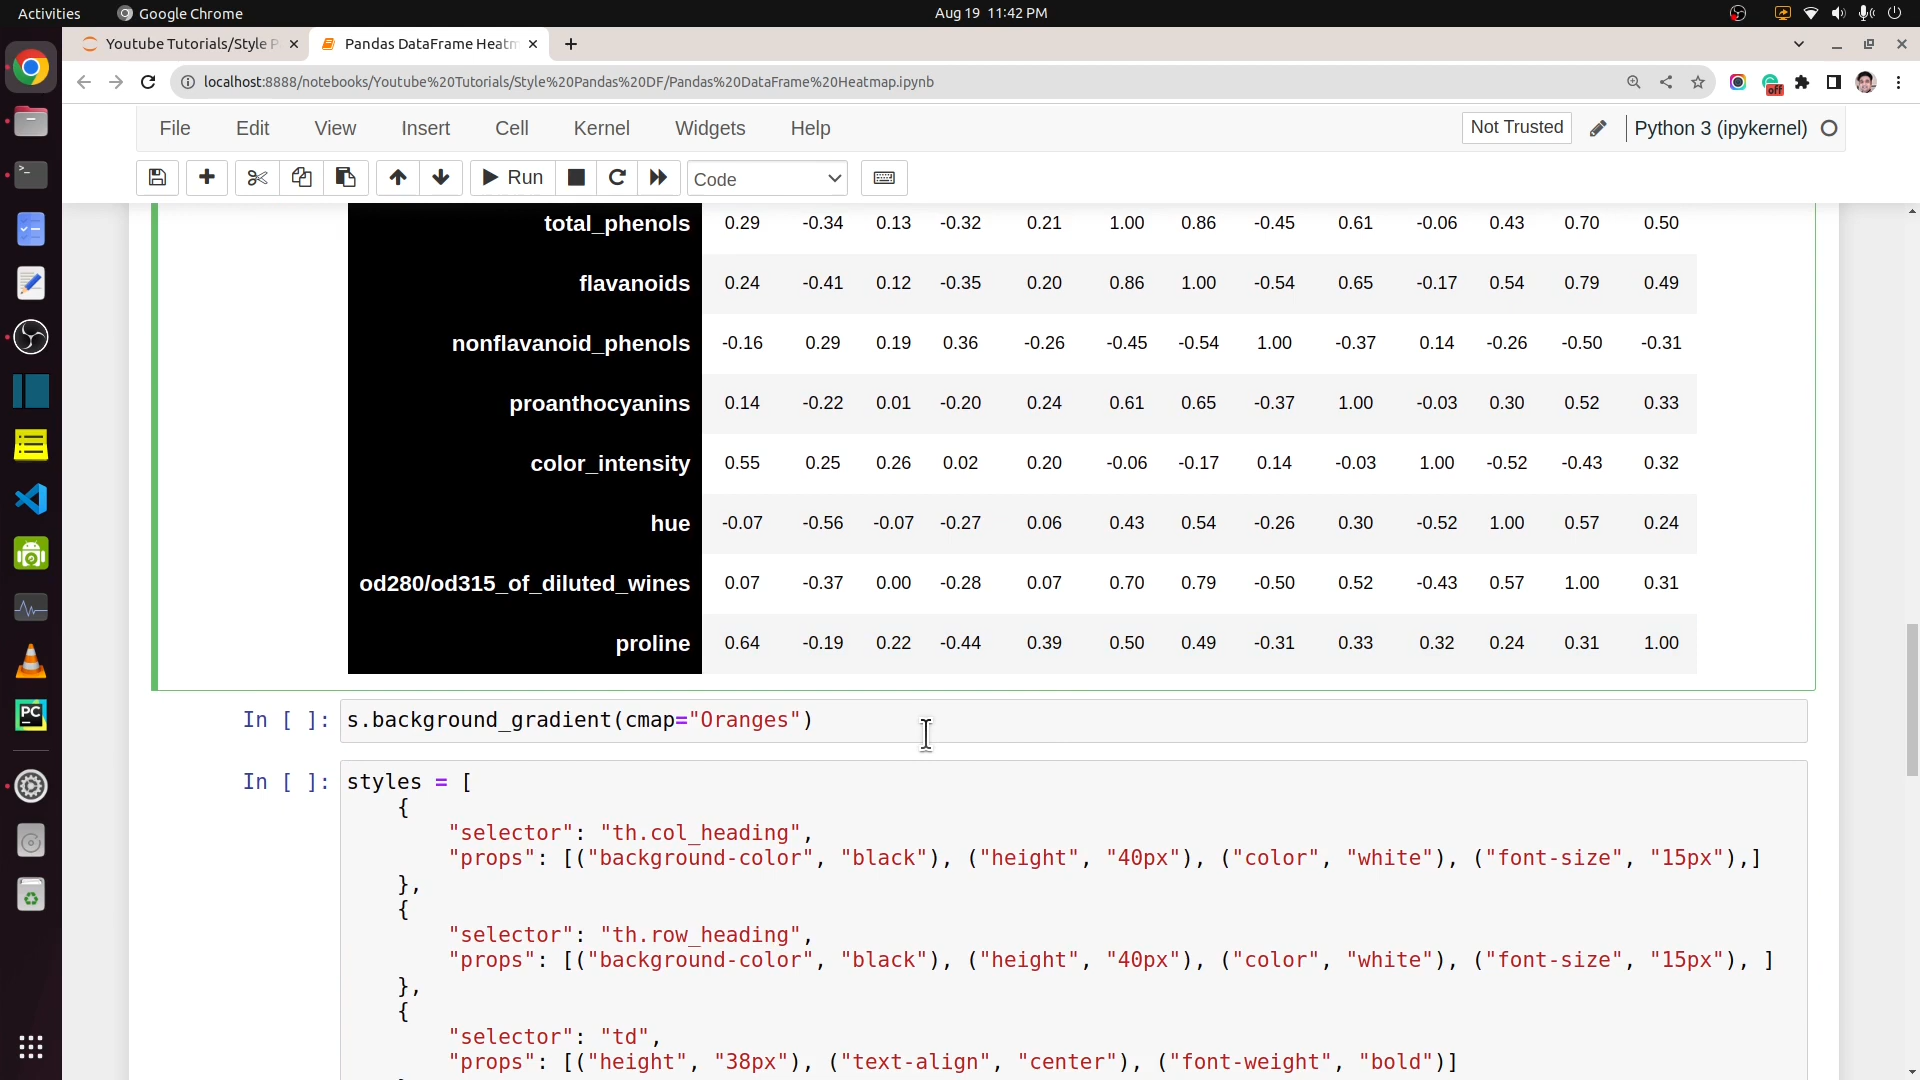 Activities Google Chrome Aug 19 11:42 PM
Youtube Tutorials/Style P Pandas DataFrame Heatm
localhost:8888/notebooks/Youtube%20Tutorials/Style%20Pandas%20DF/Pandas%20DataFrame%20Heatmap.ipynb
off
File Edit View Insert Cell Kernel Widgets Help Not Trusted Python 3 (ipykernel)
Run Code
total_phenols 0.29 -0.34 0.13 -0.32 0.21 1.00 0.86 -0.45 0.61 -0.06 0.43 0.70 0.50
flavanoids 0.24 -0.41 0.12 -0.35 0.20 0.86 1.00 -0.54 0.65 -0.17 0.54 0.79 0.49
nonflavanoid_phenols -0.16 0.29 0.19 0.36 -0.26 -0.45 -0.54 1.00 -0.37 0.14 -0.26 -0.50 -0.31
proanthocyanins 0.14 -0.22 0.01 -0.20 0.24 0.61 0.65 -0.37 1.00 -0.03 0.30 0.52 0.33
color_intensity 0.55 0.25 0.26 0.02 0.20 -0.06 -0.17 0.14 -0.03 1.00 -0.52 -0.43 0.32
hue -0.07 -0.56 -0.07 -0.27 0.06 0.43 0.54 -0.26 0.30 -0.52 1.00 0.57 0.24
od280/od315_of_diluted_wines 0.07 -0.37 0.00 -0.28 0.07 0.70 0.79 -0.50 0.52 -0.43 0.57 1.00 0.31
proline 0.64 -0.19 0.22 -0.44 0.39 0.50 0.49 -0.31 0.33 0.32 0.24 0.31 1.00
In [ ]: s.background_gradient(cmap="Oranges")
In [ ]: styles = [
{
"selector": "th.col_heading",
"props": [("background-color", "black"), ("height", "40px"), ("color", "white"), ("font-size", "15px"),]
},
{
"selector": "th.row_heading",
"props": [("background-color", "black"), ("height", "40px"), ("color", "white"), ("font-size", "15px"), ]
},
{
"selector": "td",
"props": [("height", "38px"), ("text-align", "center"), ("font-weight", "bold")]
PC